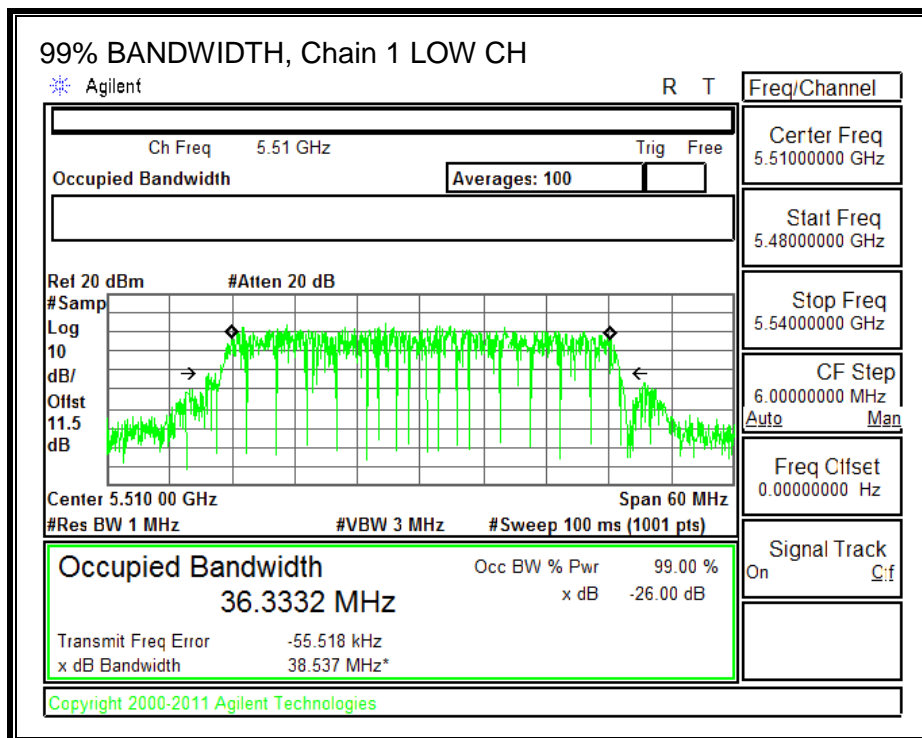 99% BANDWIDTH, Chain 1 LOW CH
Agilent R T
Ch Freq 5.51 GHz Trig Free
Occupied Bandwidth Averages: 100
Ref 20 dBm #Atten 20 dB
#Samp
Log
10
dB/
Offst
11.5
dB
Center 5.510 00 GHz Span 60 MHz
#Res BW 1 MHz #VBW 3 MHz #Sweep 100 ms (1001 pts)
Occupied Bandwidth
36.3332 MHz
Occ BW % Pwr 99.00 %
x dB -26.00 dB
Transmit Freq Error -55.518 kHz
x dB Bandwidth 38.537 MHz*
Copyright 2000-2011 Agilent Technologies
Freq/Channel
Center Freq
5.51000000 GHz
Start Freq
5.48000000 GHz
Stop Freq
5.54000000 GHz
CF Step
6.00000000 MHz
Auto Man
Freq Offset
0.00000000 Hz
Signal Track
On Off